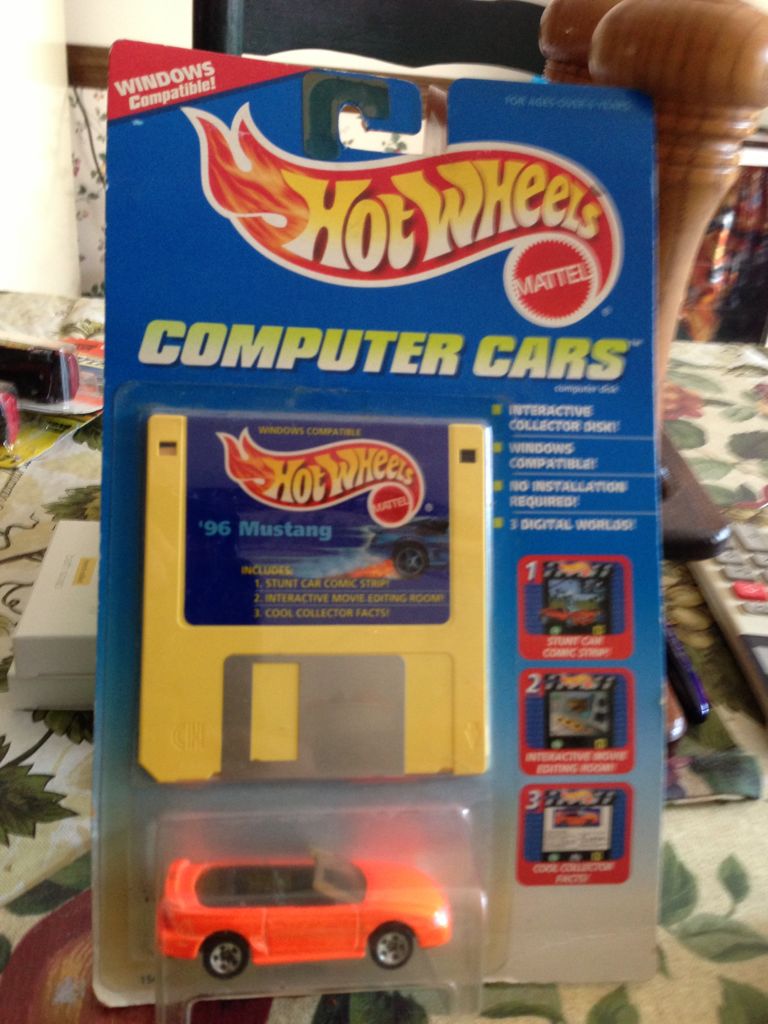 WINDOWS
Compatible!
FOR AGES OVER 5 YEARS
HOT WHEELS
MATTEL
®
COMPUTER CARS™
computer disk!
INTERACTIVE
COLLECTOR DISK!
WINDOWS
COMPATIBLE!
NO INSTALLATION
REQUIRED!
3 DIGITAL WORLDS!
WINDOWS COMPATIBLE
HOT WHEELS
MATTEL
®
'96 Mustang
INCLUDES:
1. STUNT CAR COMIC STRIP!
2. INTERACTIVE MOVIE EDITING ROOM!
3. COOL COLLECTOR FACTS!
HD
1
STUNT CAR
COMIC STRIP!
2
INTERACTIVE MOVIE
EDITING ROOM!
3
COOL COLLECTOR
FACTS!